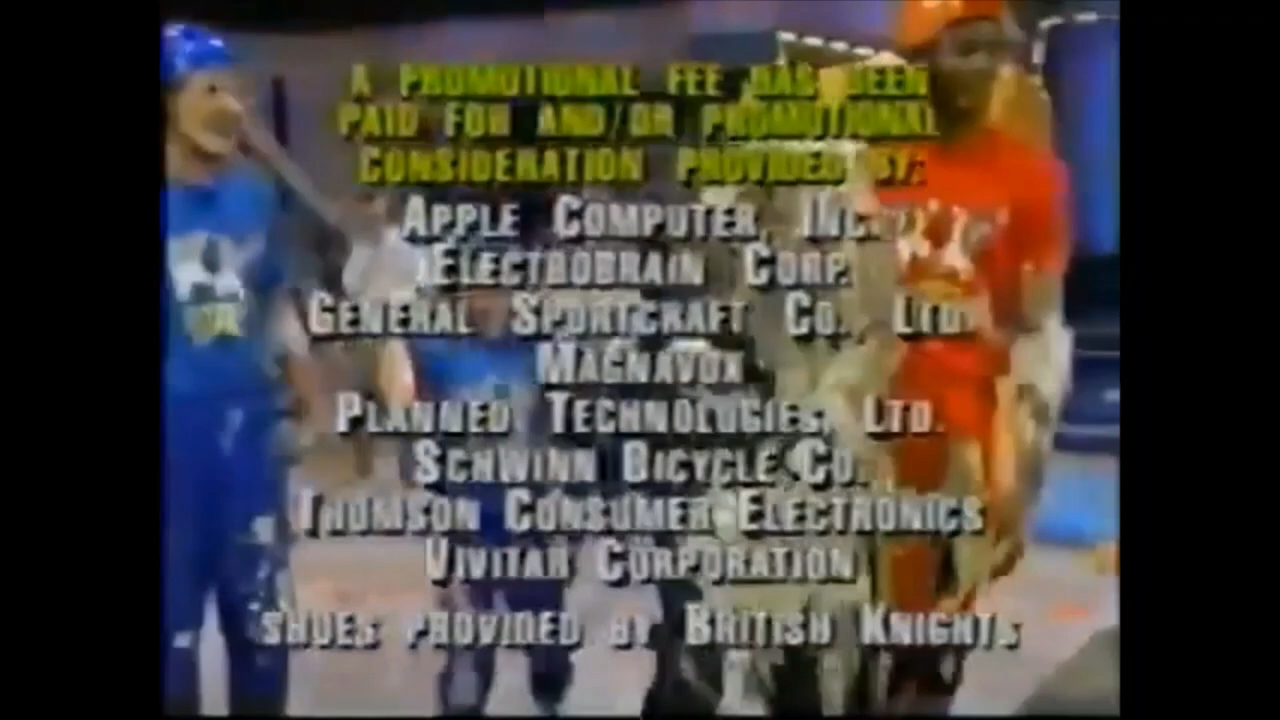 A PROMOTIONAL FEE HAS BEEN
PAID FOR AND/OR PROMOTIONAL
CONSIDERATION PROVIDED BY:
APPLE COMPUTER, INC.
ELECTROBRAIN CORP.
GENERAL SPORTCRAFT CO., LTD.
MAGNAVOX
PLANNED TECHNOLOGIES, LTD.
SCHWINN BICYCLE CO.
THOMSON CONSUMER ELECTRONICS
VIVITAR CORPORATION
SHOES PROVIDED BY BRITISH KNIGHTS